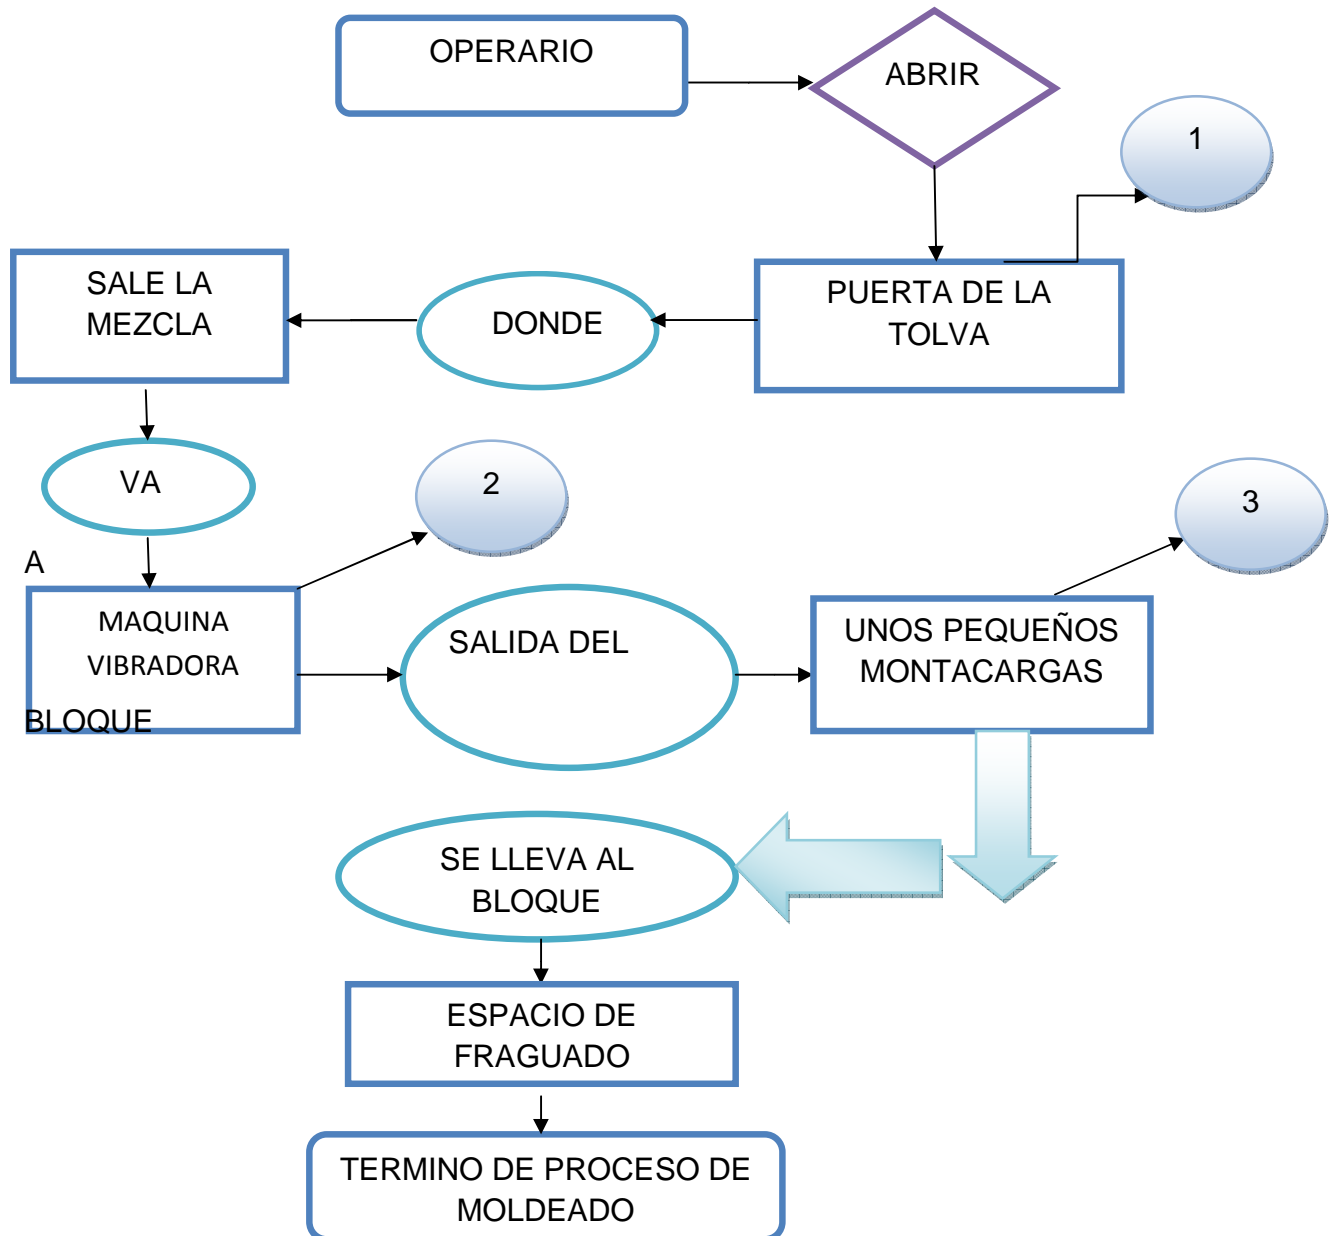 OPERARIO
ABRIR
1
PUERTA DE LA
TOLVA
DONDE
SALE LA
MEZCLA
VA
A
MAQUINA
VIBRADORA
2
SALIDA DEL
BLOQUE
UNOS PEQUEÑOS
MONTACARGAS
3
SE LLEVA AL
BLOQUE
ESPACIO DE
FRAGUADO
TERMINO DE PROCESO DE
MOLDEADO